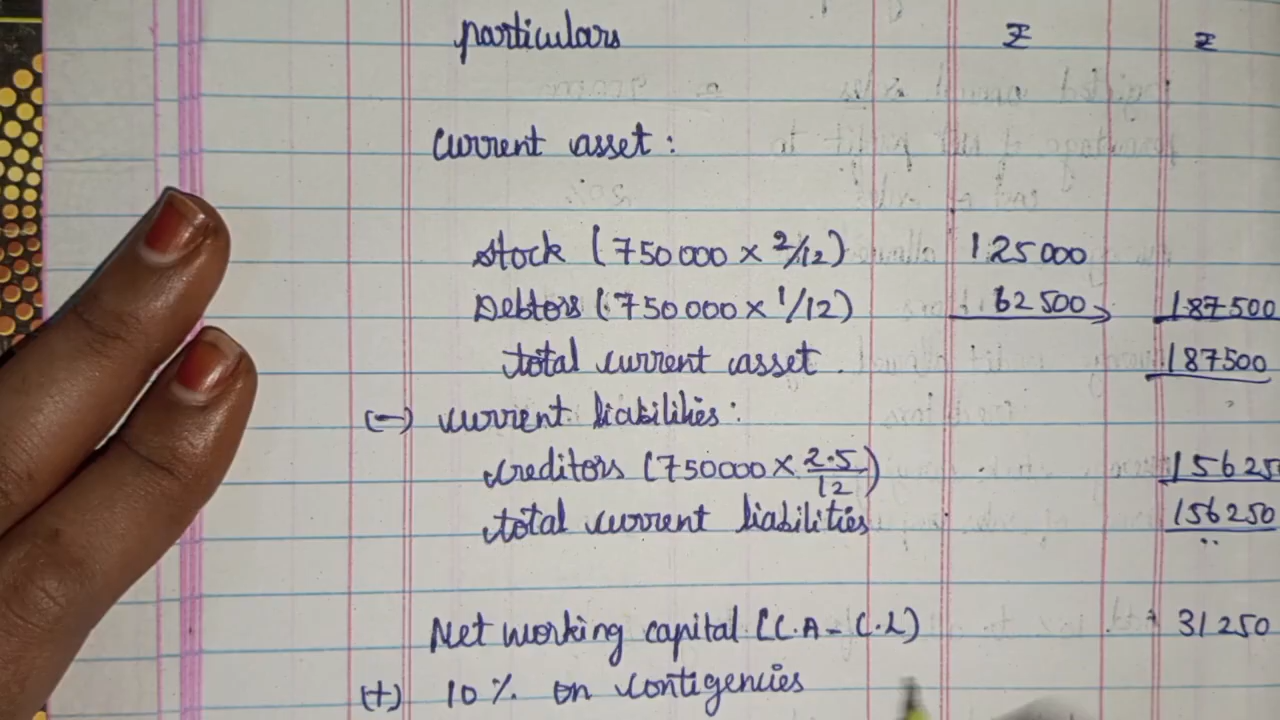 particulars ₹ ₹
Current asset:
Stock (750000 × 2/12) 125000
Debtors (750000 × 1/12) 62500 187500
total current asset. 187500
(-) current liabilities:
creditors (750000 × 2.5/12) 15625
total current liabilities 156250
Net working capital (C.A - C.L) 31250
(+) 10% on contigencies